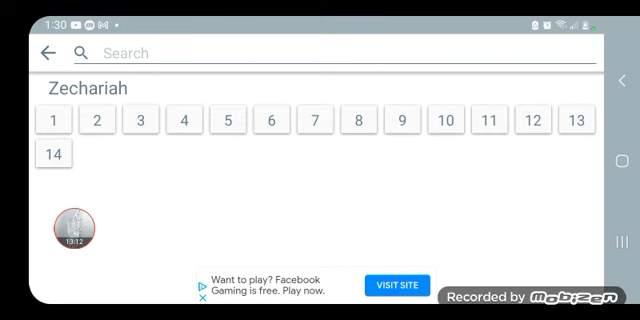 1:30
Search
Zechariah
1 2 3 4 5 6 7 8 9 10 11 12 13
14
13:12
Want to play? Facebook
Gaming is free. Play now.
VISIT SITE
Recorded by mobizen